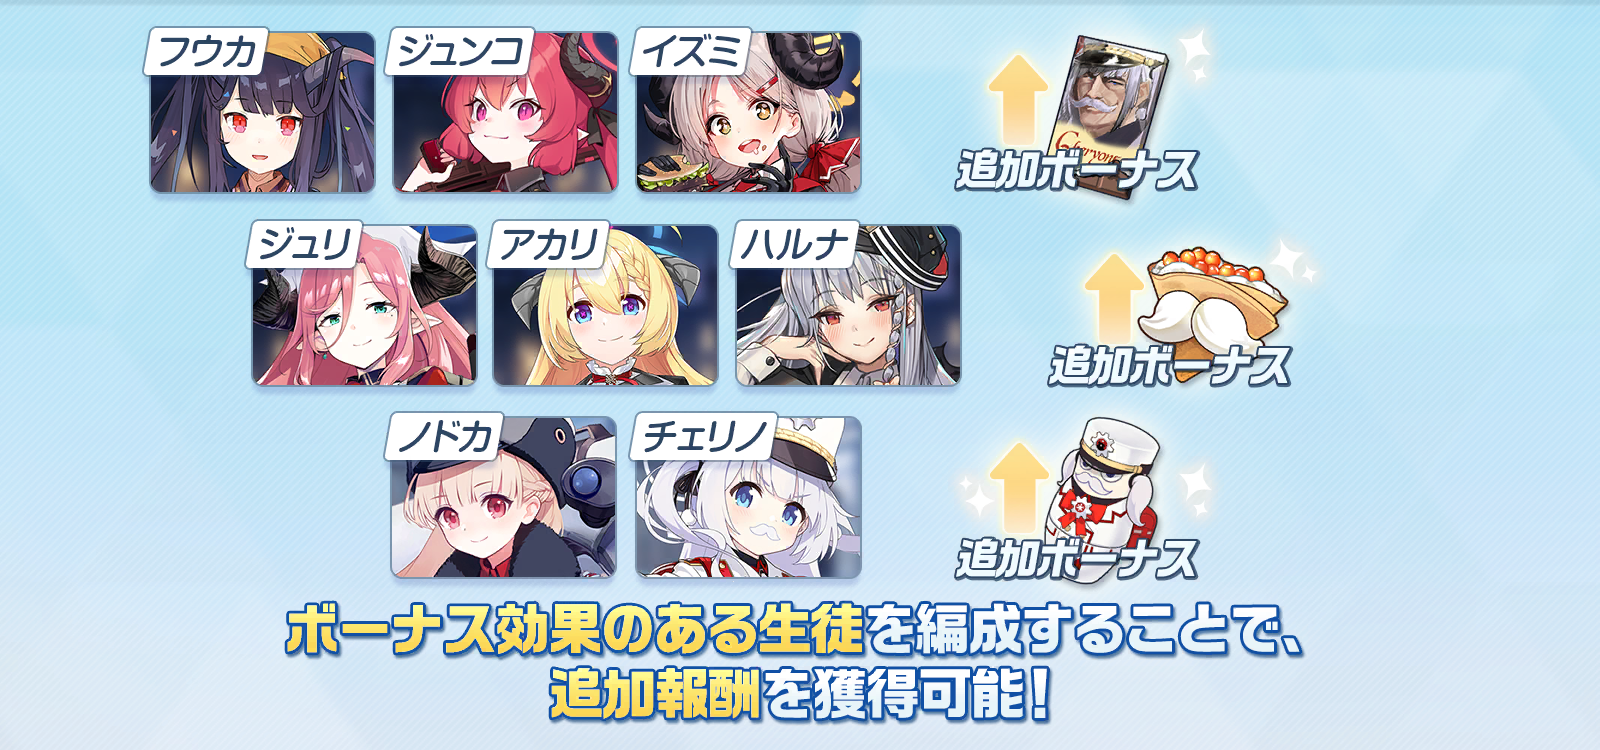 フウカ ジュンコ イズミ
Cheryono
追加ボーナス
ジュリ アカリ ハルナ
追加ボーナス
ノドカ チェリノ
追加ボーナス
ボーナス効果のある生徒を編成することで、
追加報酬を獲得可能！